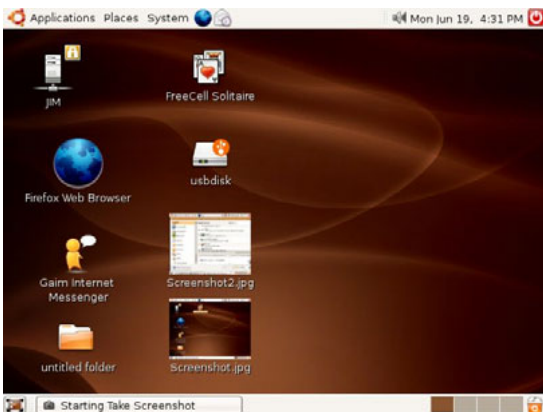 Applications Places System
Mon Jun 19, 4:31 PM
JIM
FreeCell Solitaire
Firefox Web Browser
usbdisk
Gaim Internet
Messenger
Screenshot2.jpg
untitled folder
Screenshot.jpg
Starting Take Screenshot